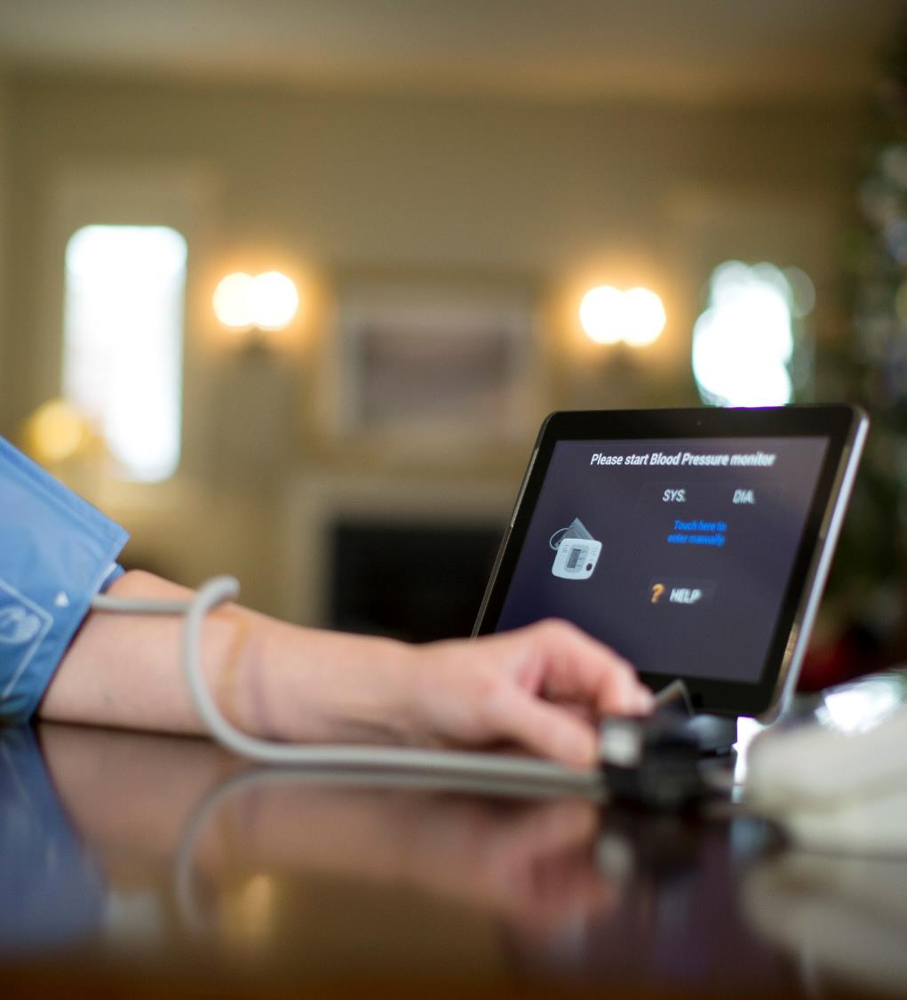 Please start Blood Pressure monitor
SYS. DIA.
Touch here to
enter manually
? HELP